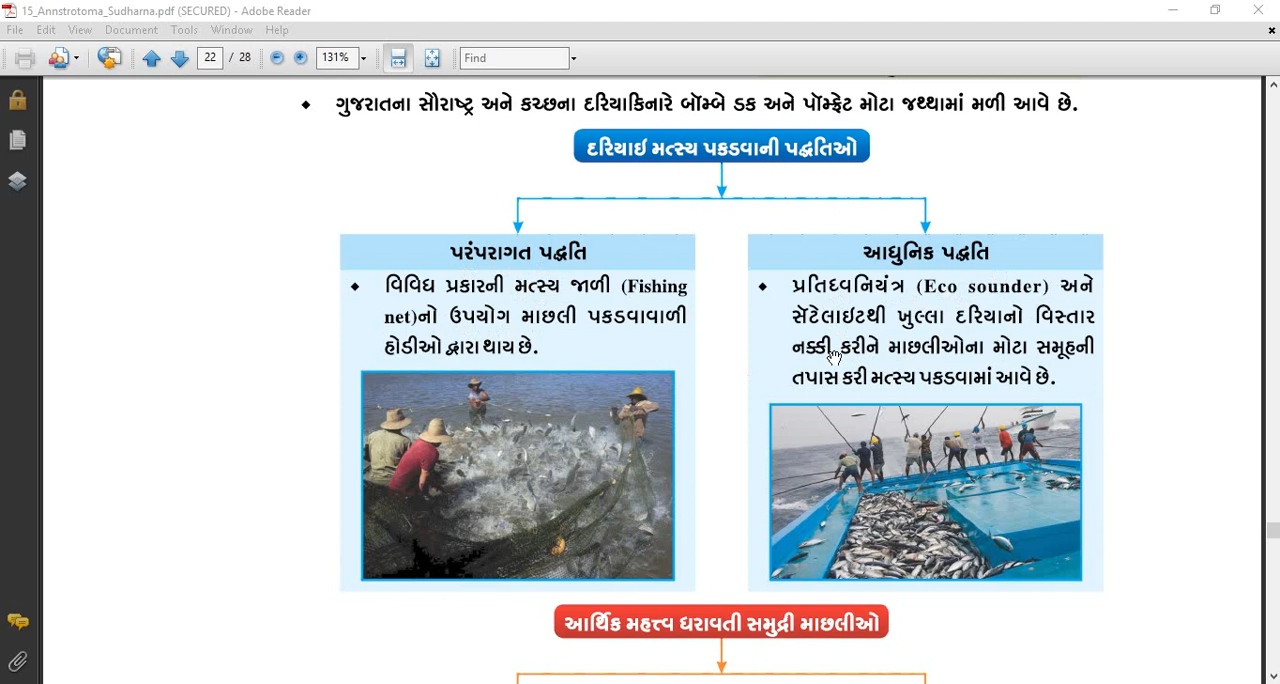 15_Annstrotoma_Sudharna.pdf (SECURED) - Adobe Reader
File Edit View Document Tools Window Help
22 / 28 131% Find
◆ ગુજરાતના સૌરાષ્ટ્ર અને કચ્છના દરિયાકિનારે બૉમ્બે ડક અને પૉમ્ફ્રેટ મોટા જથ્થામાં મળી આવે છે.
દરિયાઇ મત્સ્ય પકડવાની પદ્ધતિઓ
પરંપરાગત પદ્ધતિ
◆ વિવિધ પ્રકારની મત્સ્ય જાળી (Fishing
net)નો ઉપયોગ માછલી પકડવાવાળી
હોડીઓ દ્વારા થાય છે.
આધુનિક પદ્ધતિ
◆ પ્રતિધ્વનિયંત્ર (Eco sounder) અને
સૅટેલાઇટથી ખુલ્લા દરિયાનો વિસ્તાર
નક્કી કરીને માછલીઓના મોટા સમૂહની
તપાસ કરી મત્સ્ય પકડવામાં આવે છે.
આર્થિક મહત્ત્વ ધરાવતી સમુદ્રી માછલીઓ